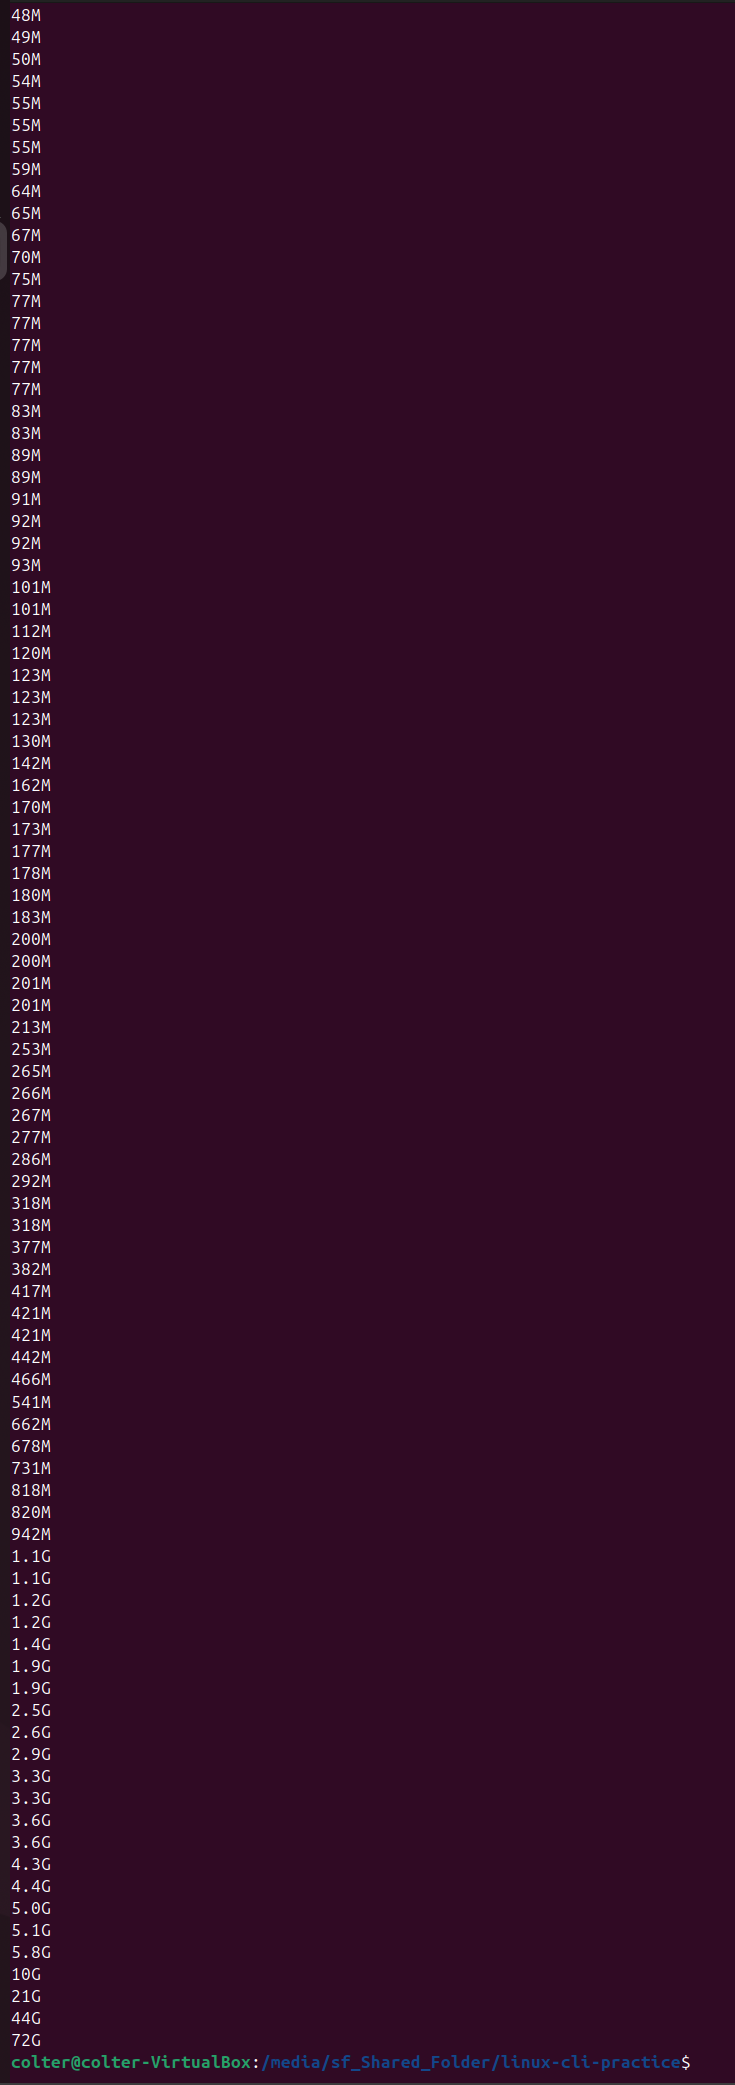 48M
49M
50M
54M
55M
55M
55M
59M
64M
65M
67M
70M
75M
77M
77M
77M
77M
77M
83M
83M
89M
89M
91M
92M
92M
93M
101M
101M
112M
120M
123M
123M
123M
130M
142M
162M
170M
173M
177M
178M
180M
183M
200M
200M
201M
201M
213M
253M
265M
266M
267M
277M
286M
292M
318M
318M
377M
382M
417M
421M
421M
442M
466M
541M
662M
678M
731M
818M
820M
942M
1.1G
1.1G
1.2G
1.2G
1.4G
1.9G
1.9G
2.5G
2.6G
2.9G
3.3G
3.3G
3.6G
3.6G
4.3G
4.4G
5.0G
5.1G
5.8G
10G
21G
44G
72G
colter@colter-VirtualBox:/media/sf_Shared_Folder/linux-cli-practice$